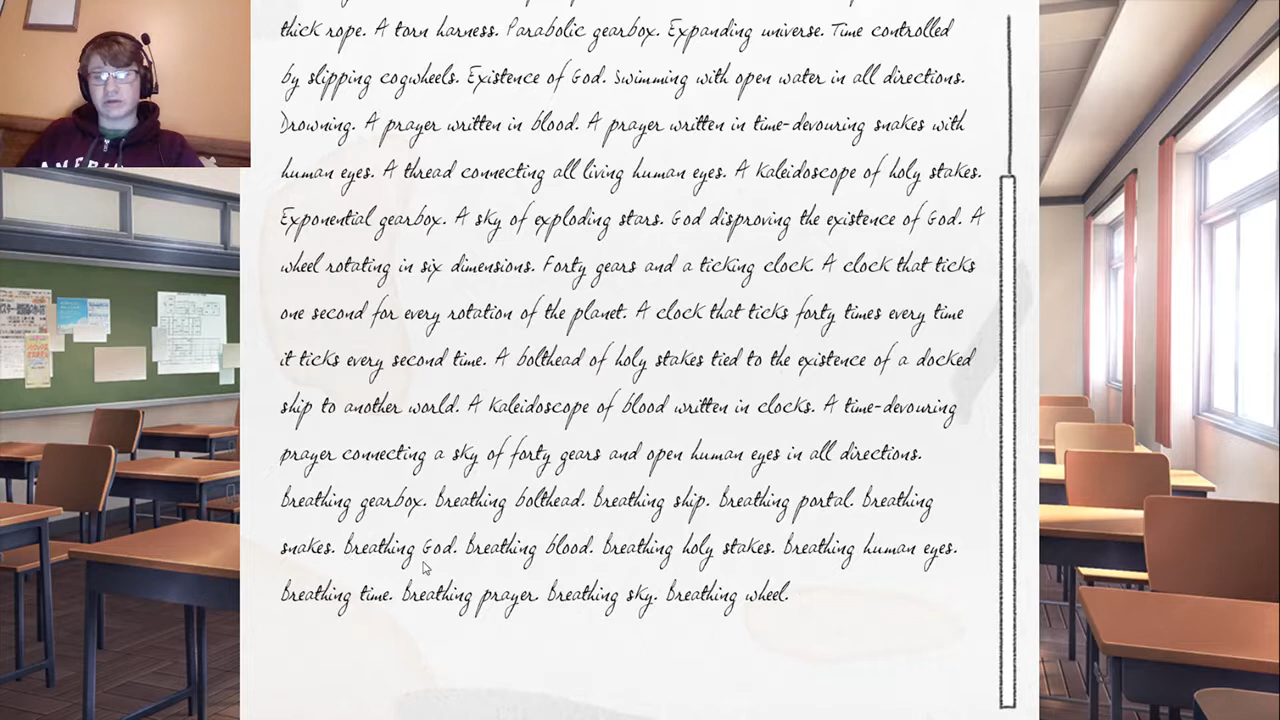 thick rope. A torn harness. Parabolic gearbox. Expanding universe. Time controlled
by slipping cogwheels. Existence of God. Swimming with open water in all directions.
Drowning. A prayer written in blood. A prayer written in time-devouring snakes with
human eyes. A thread connecting all living human eyes. A kaleidoscope of holy stakes.
Exponential gearbox. A sky of exploding stars. God disproving the existence of God. A
wheel rotating in six dimensions. Forty gears and a ticking clock. A clock that ticks
one second for every rotation of the planet. A clock that ticks forty times every time
it ticks every second time. A bolthead of holy stakes tied to the existence of a docked
ship to another world. A kaleidoscope of blood written in clocks. A time-devouring
prayer connecting a sky of forty gears and open human eyes in all directions.
Breathing gearbox. Breathing bolthead. Breathing ship. Breathing portal. Breathing
snakes. Breathing God. Breathing blood. Breathing holy stakes. Breathing human eyes.
Breathing time. Breathing prayer. Breathing sky. Breathing wheel.